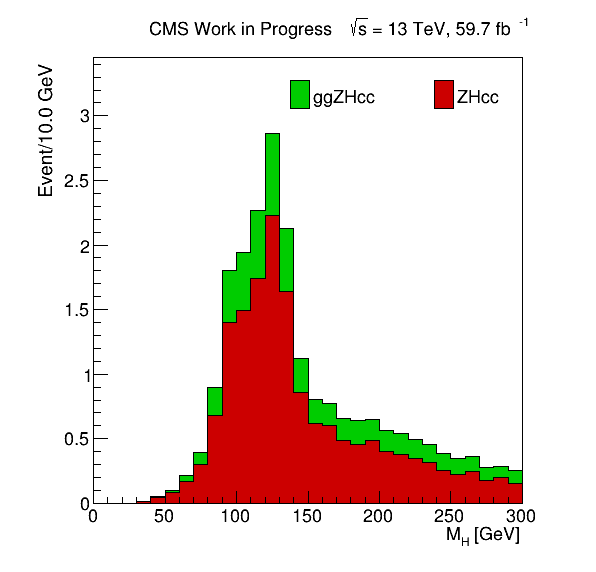 CMS Work in Progress √s = 13 TeV, 59.7 fb -1
Event/10.0 GeV
ggZHcc
ZHcc
3
2.5
2
1.5
1
0.5
0
0 50 100 150 200 250 300
M_H [GeV]